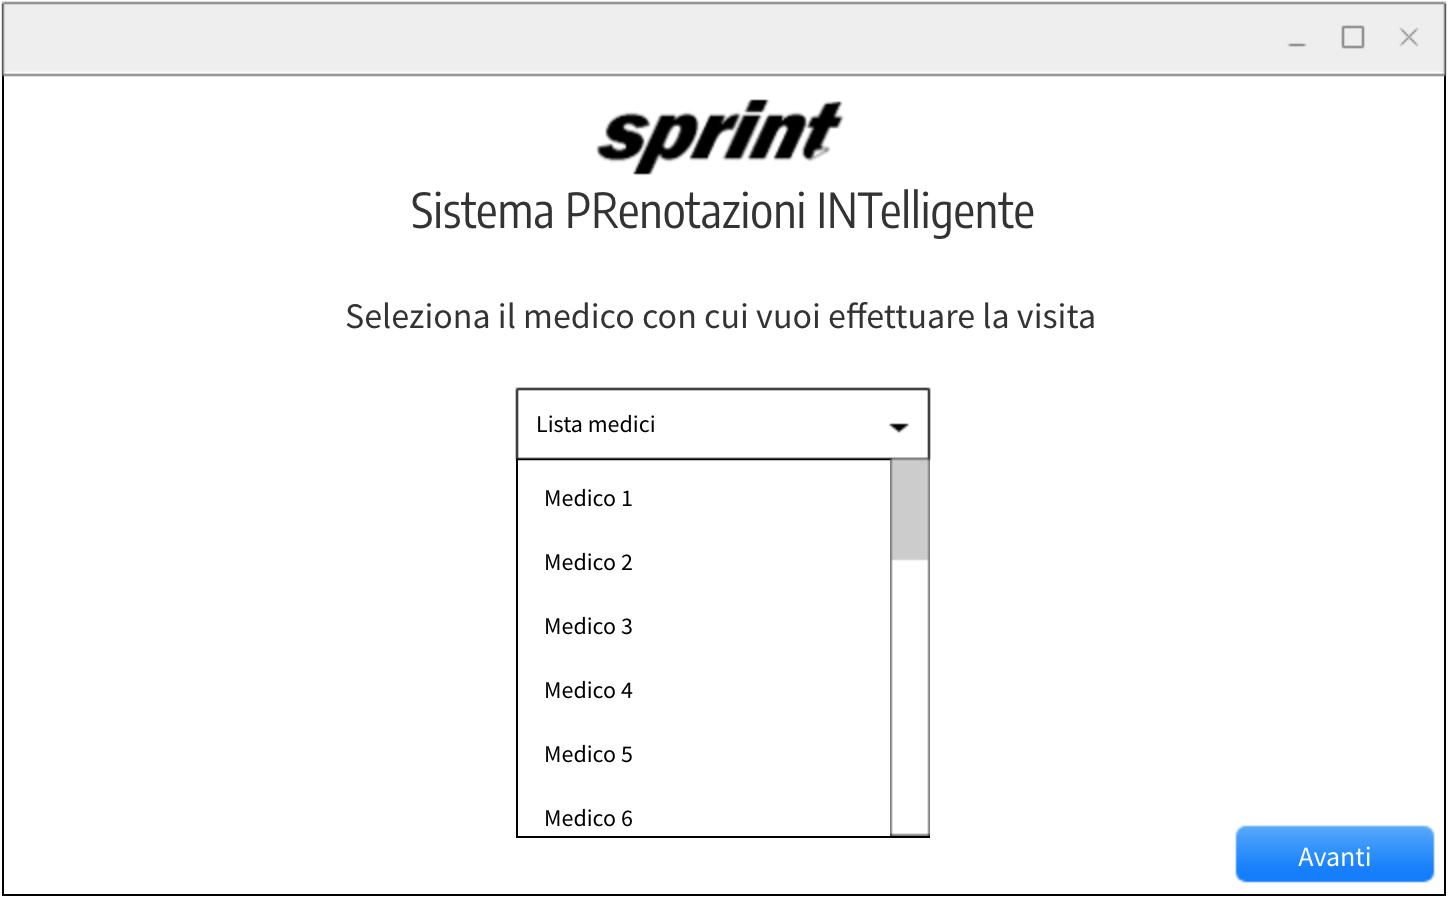 sprint
Sistema PRenotazioni INTelligente
Seleziona il medico con cui vuoi effettuare la visita
Lista medici
Medico 1
Medico 2
Medico 3
Medico 4
Medico 5
Medico 6
Avanti